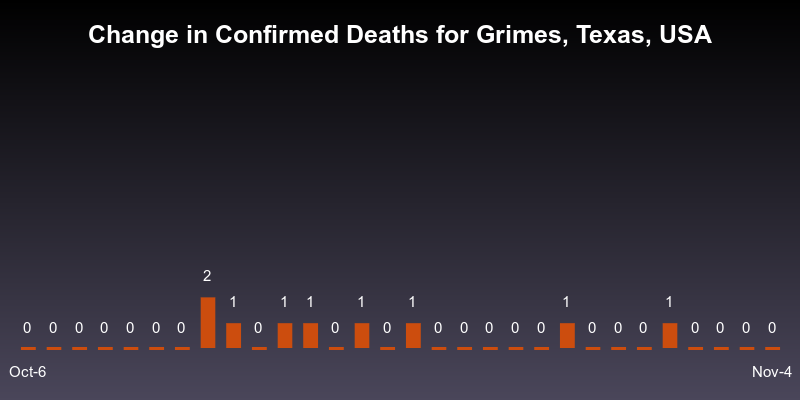 Change in Confirmed Deaths for Grimes, Texas, USA
2
1 1 1 1 1 1 1
0 0 0 0 0 0 0 0 0 0 0 0 0 0 0 0 0 0 0 0 0 0
Oct-6 Nov-4